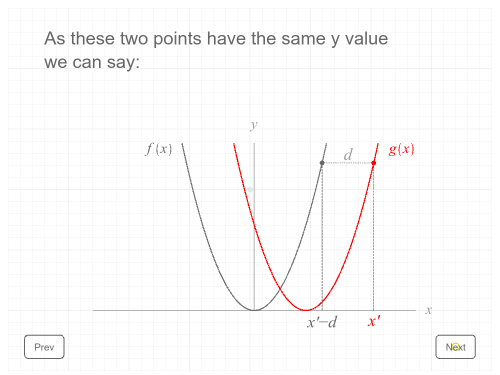 As these two points have the same y value
we can say:
y
f(x)
d
g(x)
x
x'−d
x'
Prev
Next